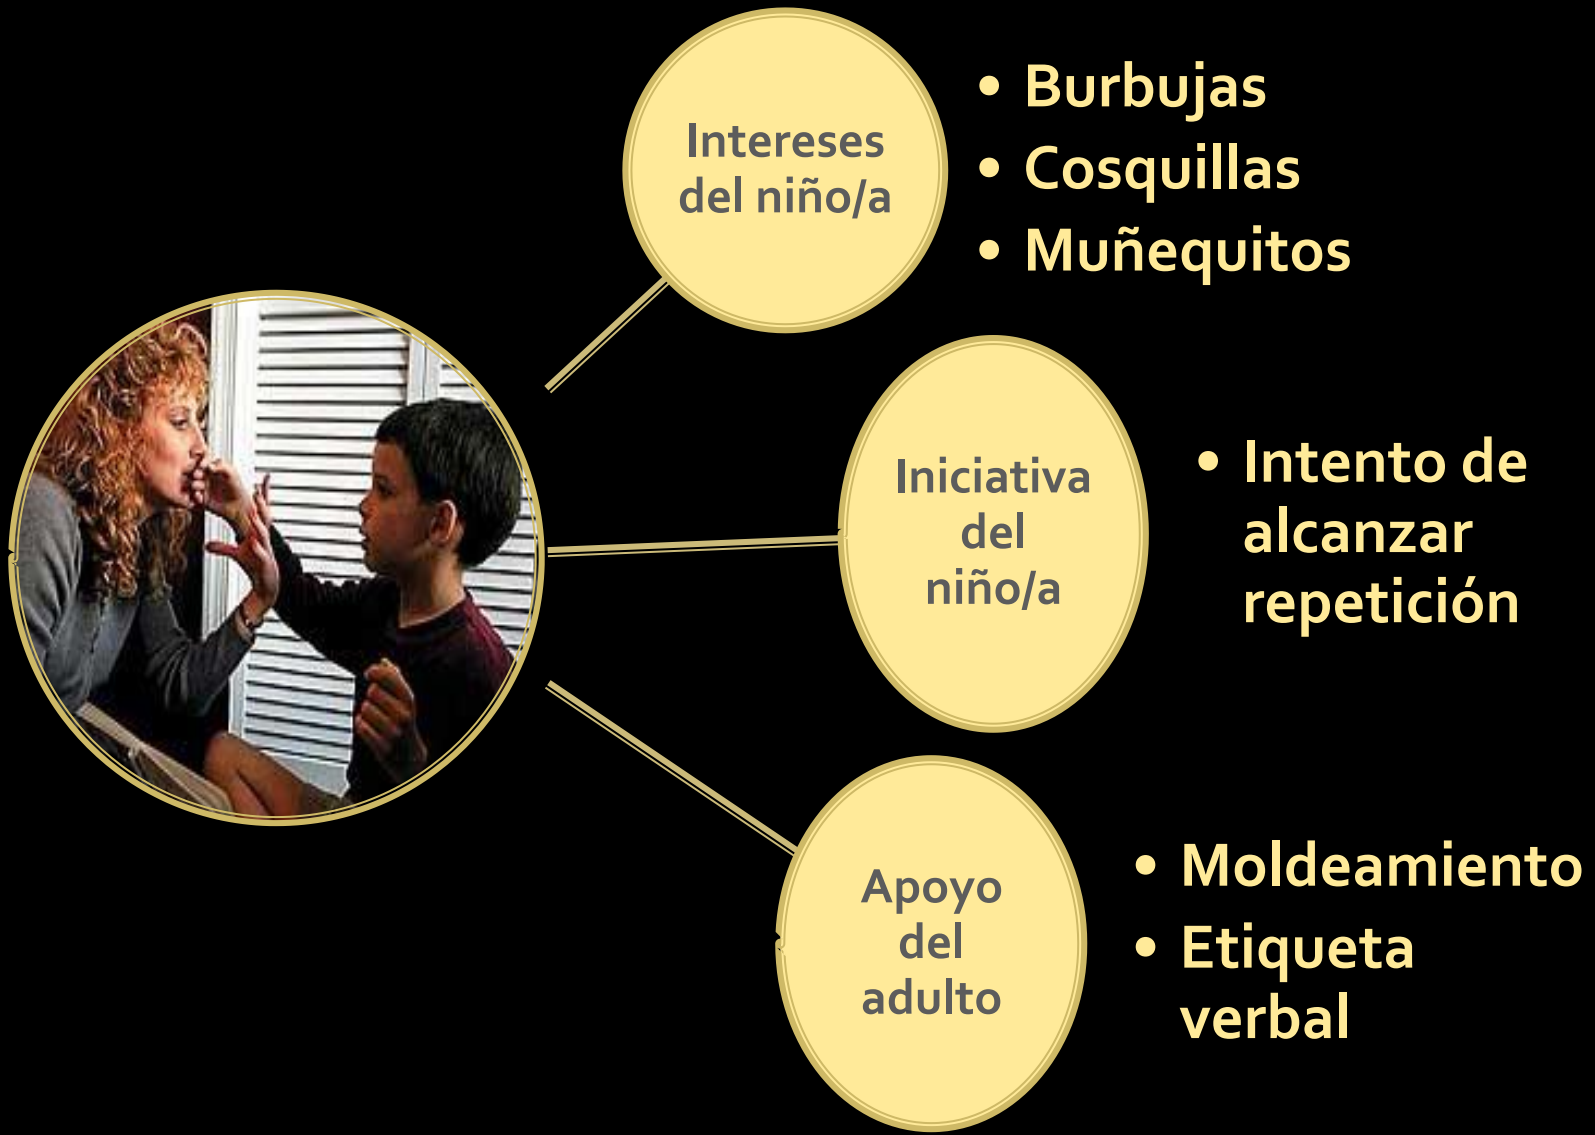 Intereses
del niño/a
• Burbujas
• Cosquillas
• Muñequitos
Iniciativa
del
niño/a
• Intento de
alcanzar
repetición
Apoyo
del
adulto
• Moldeamiento
• Etiqueta
verbal